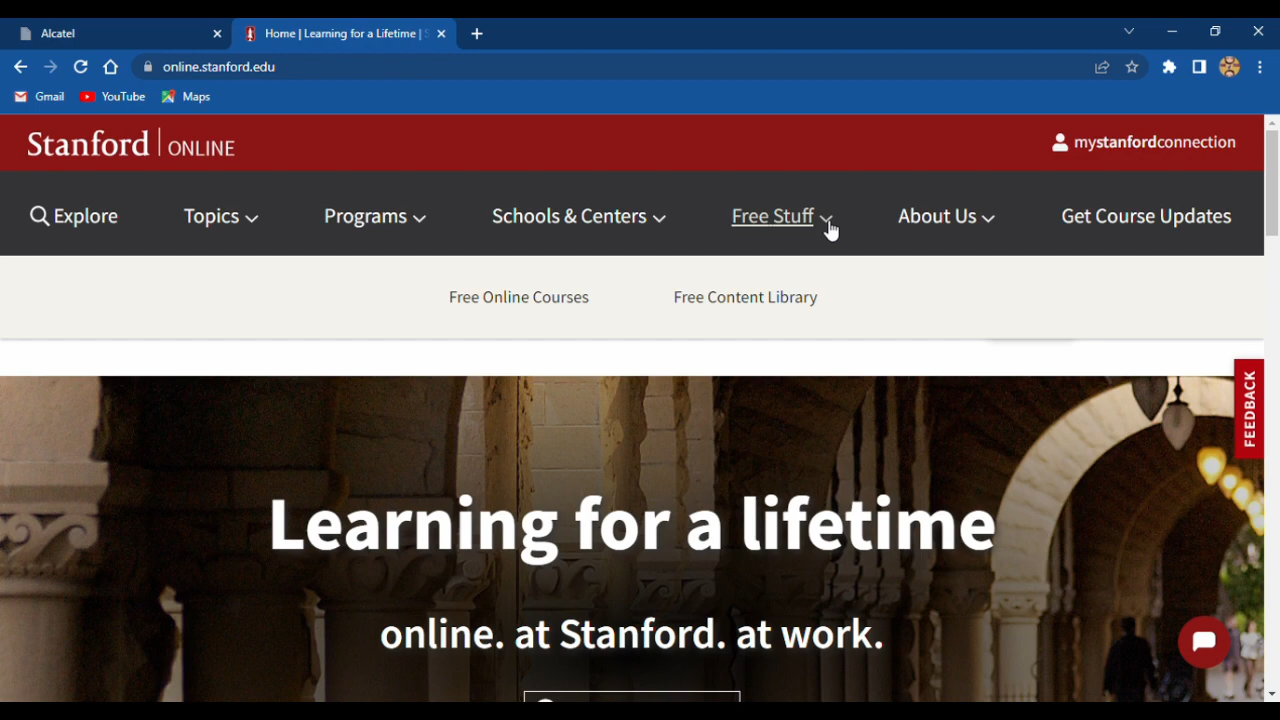 Alcatel
Home | Learning for a Lifetime |
online.stanford.edu
Gmail YouTube Maps
Stanford | ONLINE
mystanfordconnection
Explore Topics Programs Schools & Centers Free Stuff About Us Get Course Updates
Free Online Courses Free Content Library
FEEDBACK
Learning for a lifetime
online. at Stanford. at work.